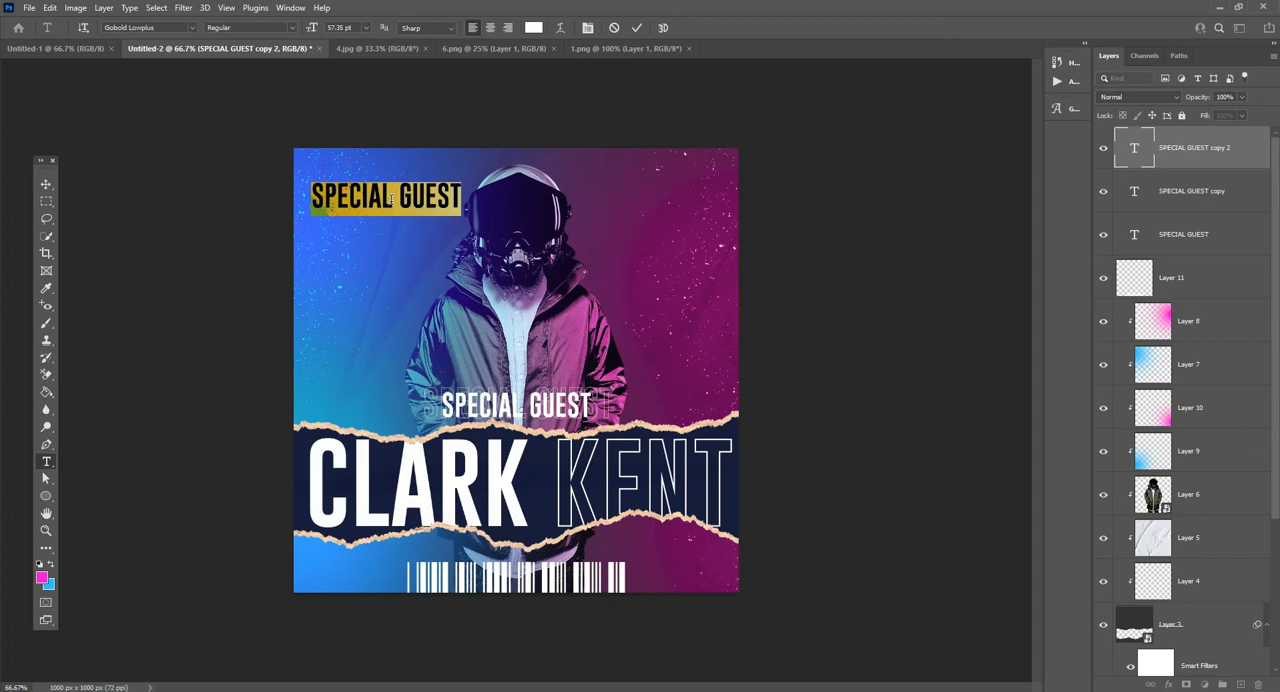 File Edit Image Layer Type Select Filter 3D View Plugins Window Help
Gobold Lowplus Regular 57.35 pt Sharp 3D
Untitled-1 @ 66.7% (RGB/8) × Untitled-2 @ 66.7% (SPECIAL GUEST copy 2, RGB/8) * × 4.jpg @ 33.3% (RGB/8*) × 6.png @ 25% (Layer 1, RGB/8) × 1.png @ 100% (Layer 1, RGB/8*) ×
H...
A...
G...
Layers Channels Paths
Kind
Normal Opacity: 100%
Lock: Fill: 100%
SPECIAL GUEST copy 2
SPECIAL GUEST copy
SPECIAL GUEST
Layer 11
Layer 8
Layer 7
Layer 10
Layer 9
Layer 6
Layer 5
Layer 4
Layer 3
Smart Filters
SPECIAL GUEST
SPECIAL GUEST
SPECIAL GUEST
CLARK KENT
66.67% 1000 px x 1000 px (72 ppi)